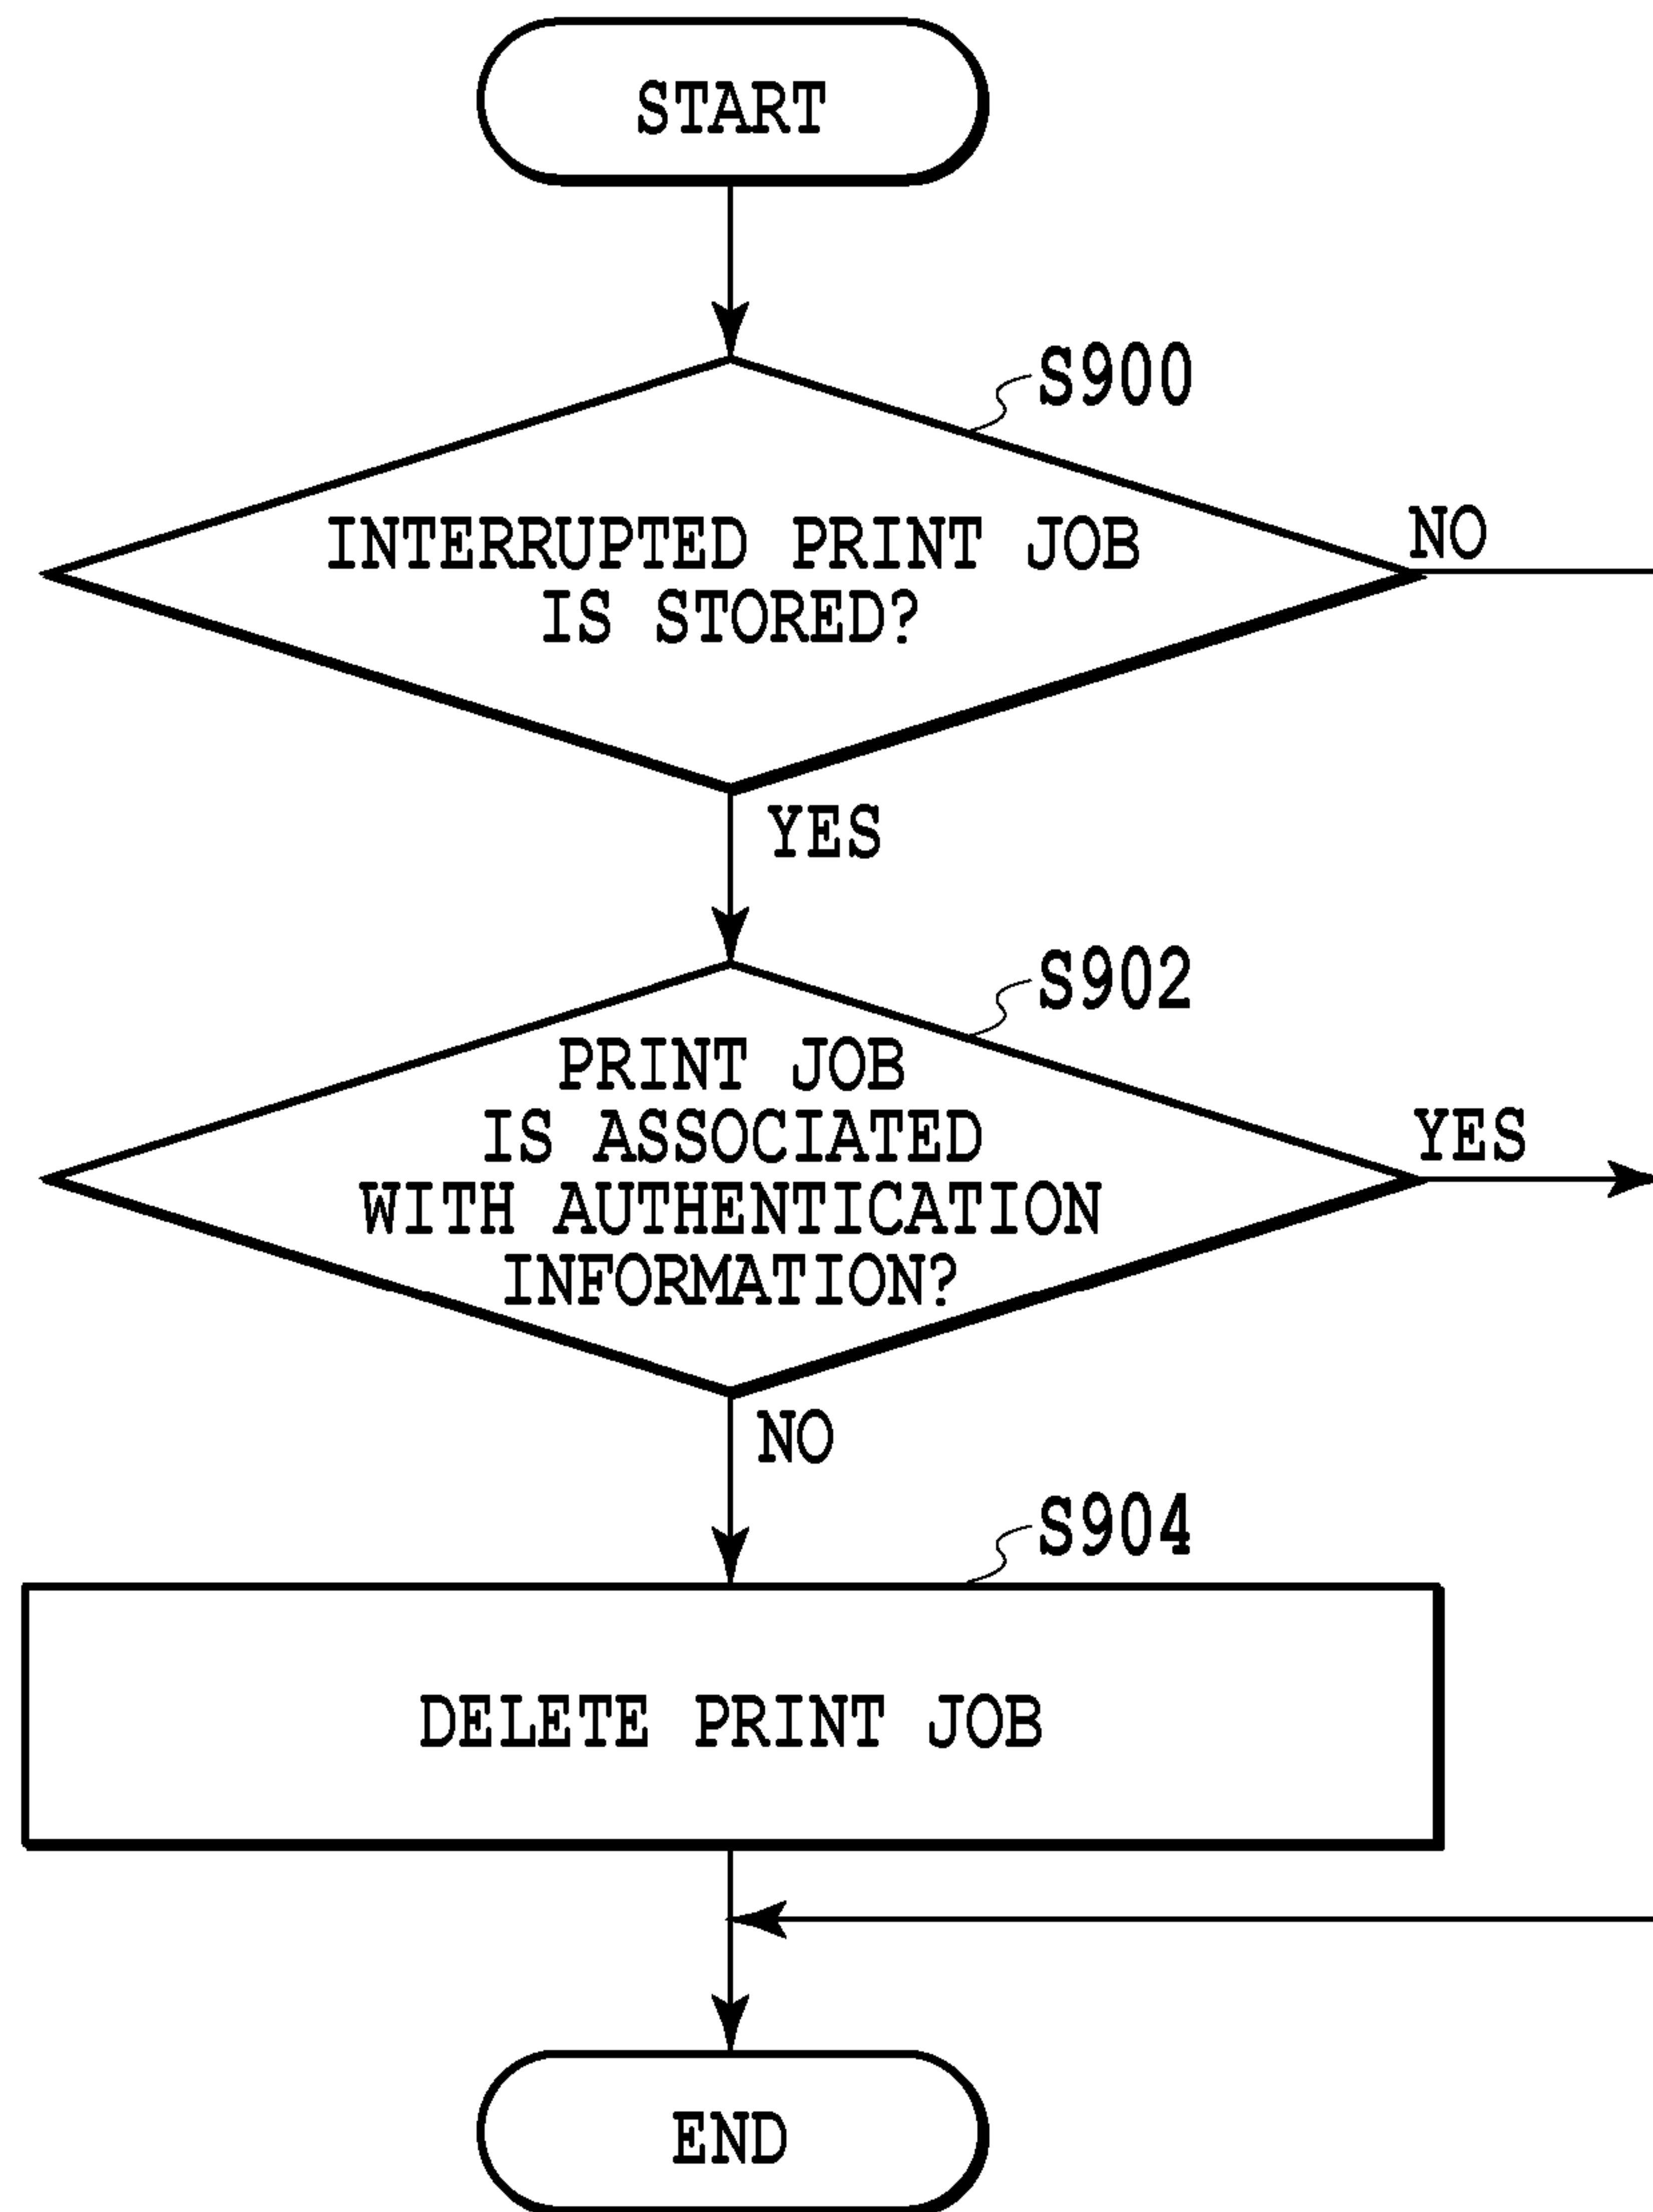 START
S900
INTERRUPTED PRINT JOB
IS STORED?
NO
YES
S902
PRINT JOB
IS ASSOCIATED
WITH AUTHENTICATION
INFORMATION?
YES
NO
S904
DELETE PRINT JOB
END